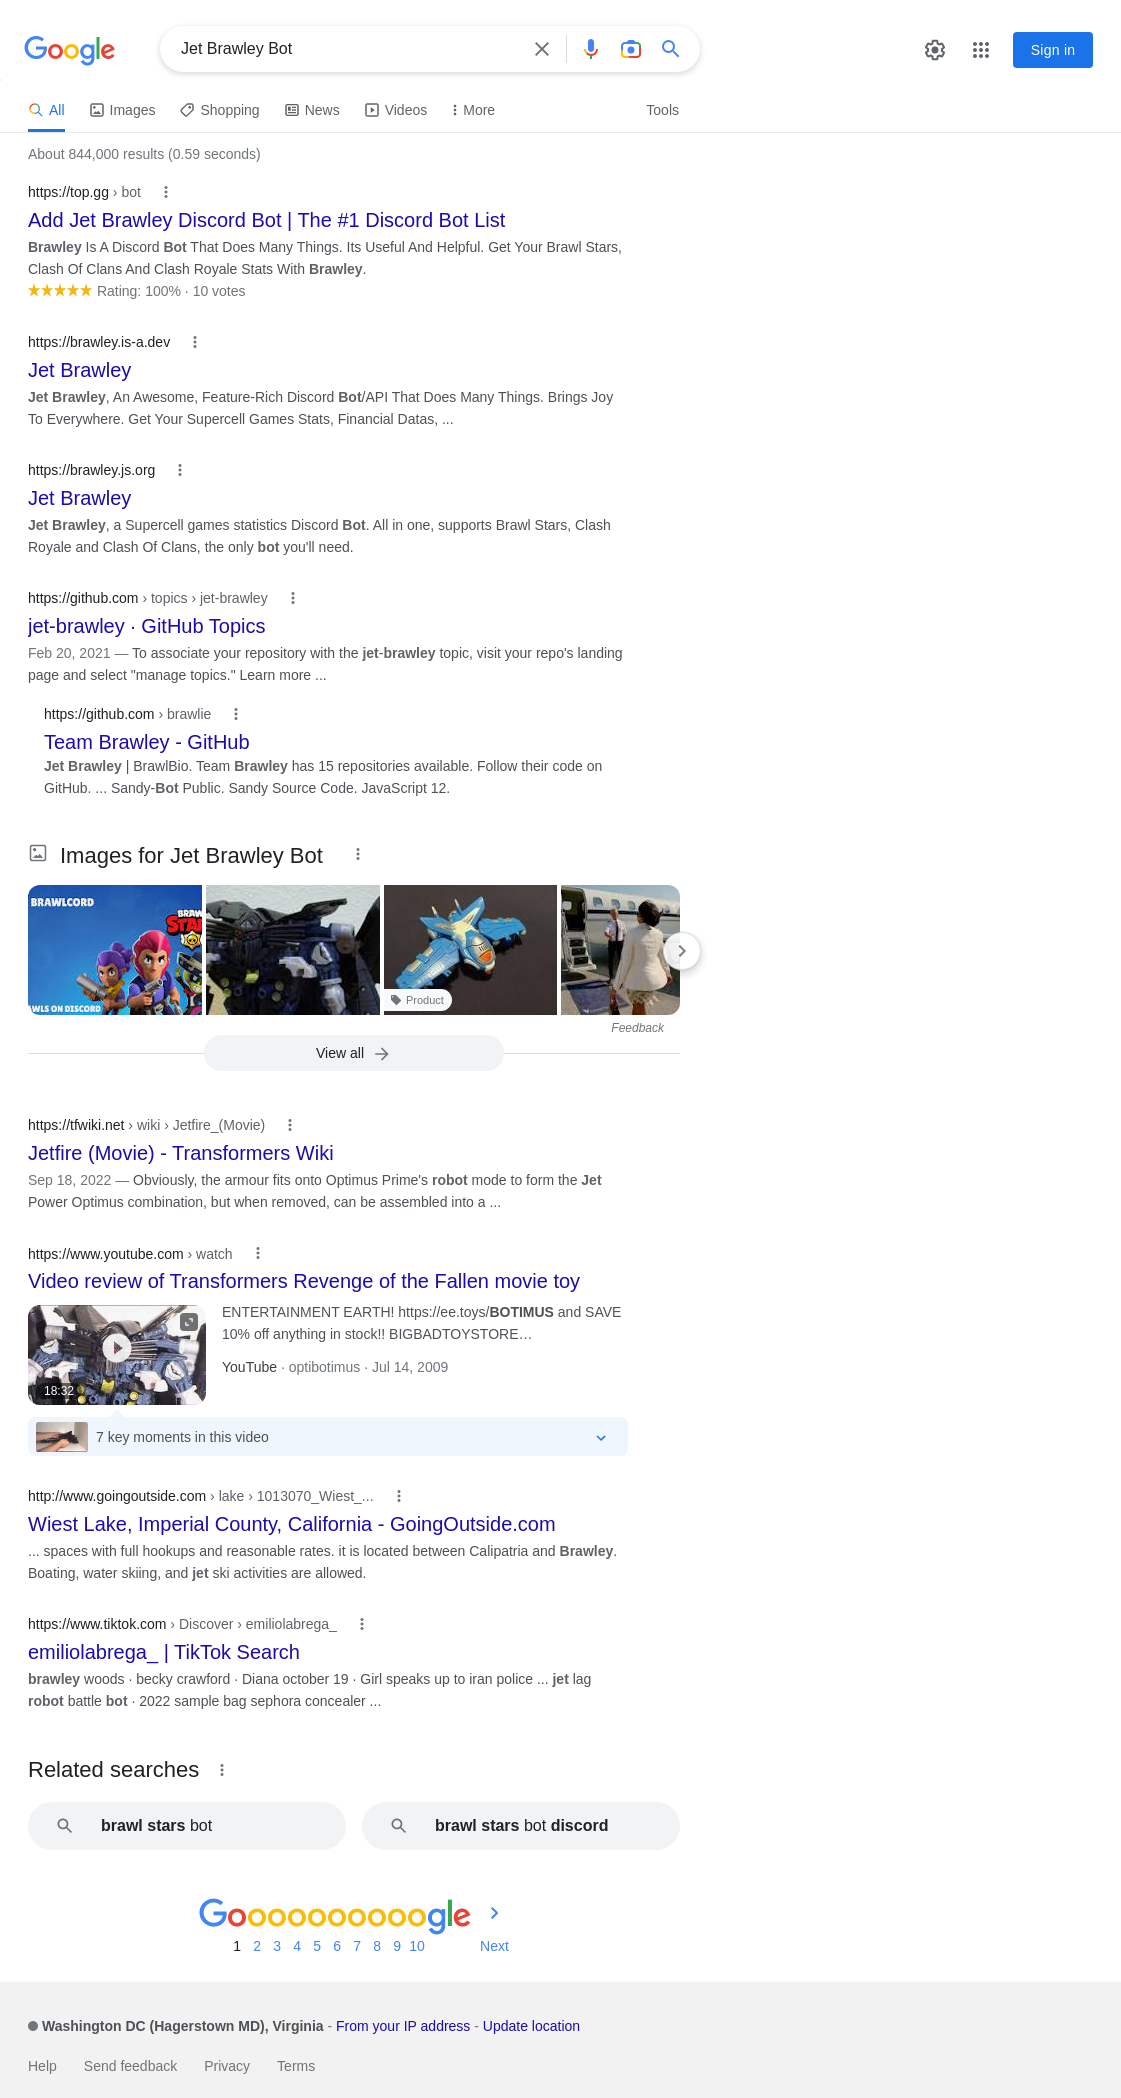 Google
Jet Brawley Bot
Sign in
All
Images
Shopping
News
Videos
More
Tools
About 844,000 results (0.59 seconds)
https://top.gg › bot
Add Jet Brawley Discord Bot | The #1 Discord Bot List
Brawley Is A Discord Bot That Does Many Things. Its Useful And Helpful. Get Your Brawl Stars,
Clash Of Clans And Clash Royale Stats With Brawley.
Rating: 100% · 10 votes
https://brawley.is-a.dev
Jet Brawley
Jet Brawley, An Awesome, Feature-Rich Discord Bot/API That Does Many Things. Brings Joy
To Everywhere. Get Your Supercell Games Stats, Financial Datas, ...
https://brawley.js.org
Jet Brawley
Jet Brawley, a Supercell games statistics Discord Bot. All in one, supports Brawl Stars, Clash
Royale and Clash Of Clans, the only bot you'll need.
https://github.com › topics › jet-brawley
jet-brawley · GitHub Topics
Feb 20, 2021 — To associate your repository with the jet-brawley topic, visit your repo's landing
page and select "manage topics." Learn more ...
https://github.com › brawlie
Team Brawley - GitHub
Jet Brawley | BrawlBio. Team Brawley has 15 repositories available. Follow their code on
GitHub. ... Sandy-Bot Public. Sandy Source Code. JavaScript 12.
Images for Jet Brawley Bot
BRAWLCORD
BRAW
STA
AWLS ON DISCORD
Product
Feedback
View all
https://tfwiki.net › wiki › Jetfire_(Movie)
Jetfire (Movie) - Transformers Wiki
Sep 18, 2022 — Obviously, the armour fits onto Optimus Prime's robot mode to form the Jet
Power Optimus combination, but when removed, can be assembled into a ...
https://www.youtube.com › watch
Video review of Transformers Revenge of the Fallen movie toy
ENTERTAINMENT EARTH! https://ee.toys/BOTIMUS and SAVE
10% off anything in stock!! BIGBADTOYSTORE…
YouTube · optibotimus · Jul 14, 2009
18:32
7 key moments in this video
http://www.goingoutside.com › lake › 1013070_Wiest_...
Wiest Lake, Imperial County, California - GoingOutside.com
... spaces with full hookups and reasonable rates. it is located between Calipatria and Brawley.
Boating, water skiing, and jet ski activities are allowed.
https://www.tiktok.com › Discover › emiliolabrega_
emiliolabrega_ | TikTok Search
brawley woods · becky crawford · Diana october 19 · Girl speaks up to iran police ... jet lag
robot battle bot · 2022 sample bag sephora concealer ...
Related searches
brawl stars bot
brawl stars bot discord
Goooooooooogle
1 2 3 4 5 6 7 8 9 10 Next
Washington DC (Hagerstown MD), Virginia - From your IP address - Update location
Help Send feedback Privacy Terms